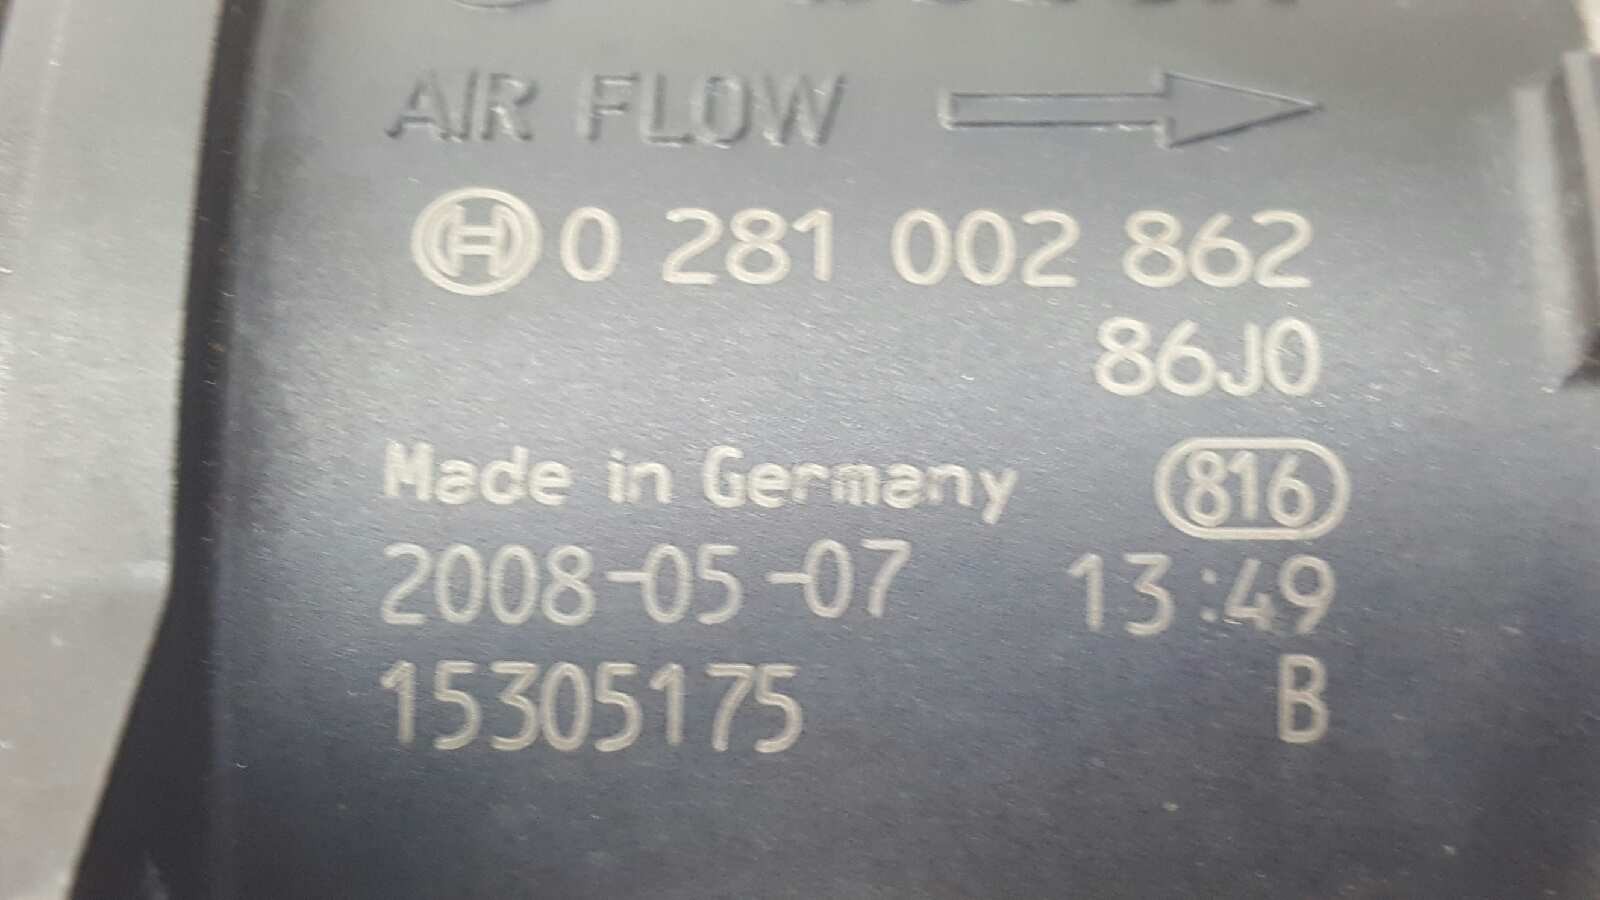 AIR FLOW
0 281 002 862
86J0
Made in Germany 816
2008-05-07 13:49
15305175 B